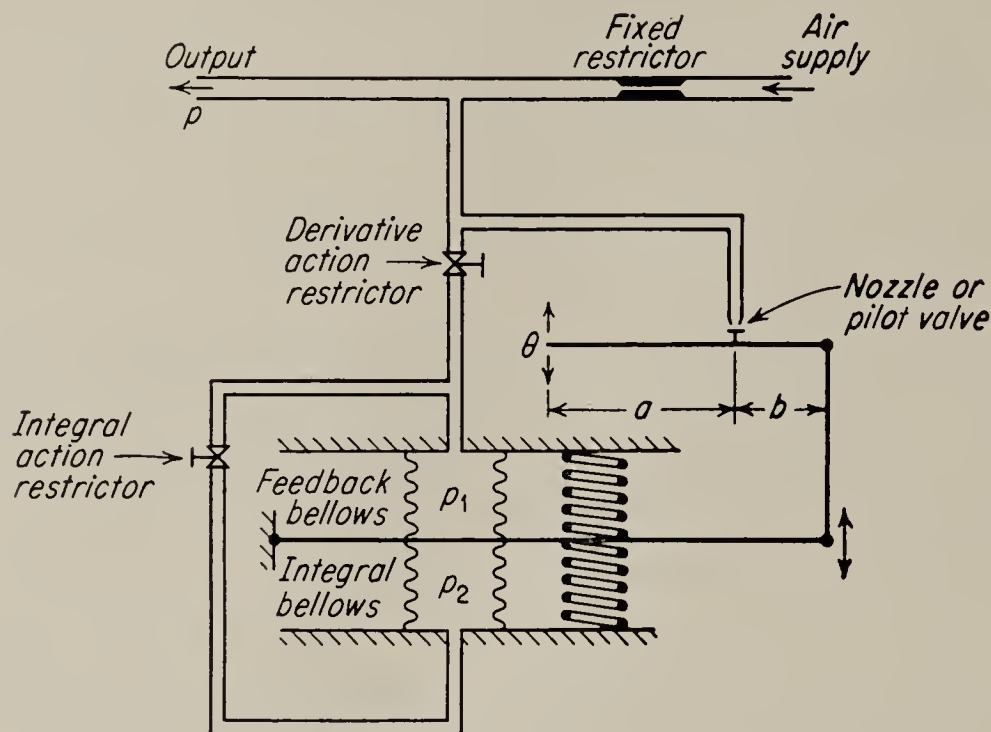 Output
Fixed
restrictor
Air
supply
p
Derivative
action
restrictor
Nozzle or
pilot valve
θ
a
b
Integral
action
restrictor
Feedback
bellows
p₁
Integral
bellows
p₂